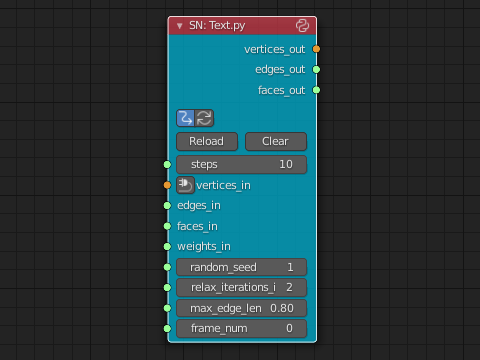 SN: Text.py
vertices_out
edges_out
faces_out
Reload Clear
steps 10
vertices_in
edges_in
faces_in
weights_in
random_seed 1
relax_iterations_i 2
max_edge_len 0.80
frame_num 0